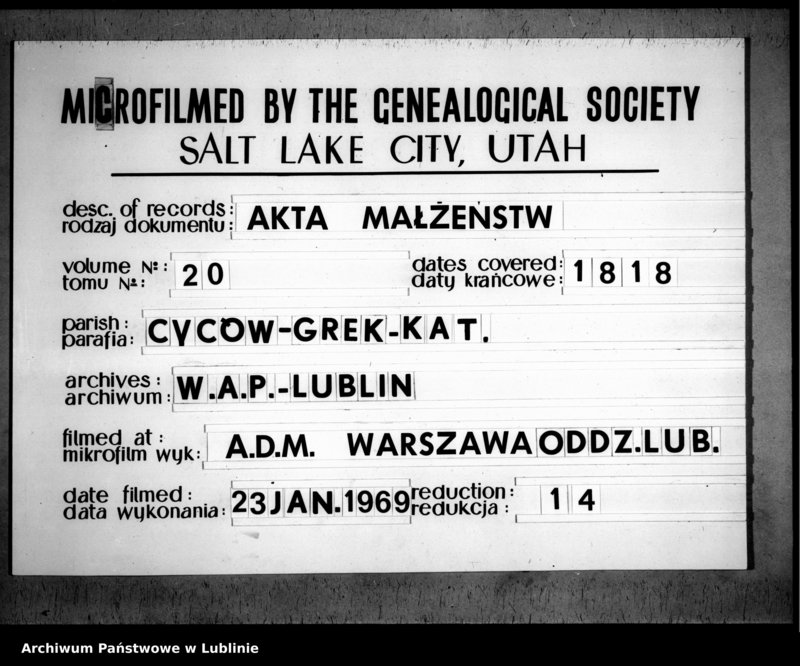 MICROFILMED BY THE GENEALOGICAL SOCIETY
SALT LAKE CITY, UTAH
desc. of records: AKTA MAŁŻEŃSTW
rodzaj dokumentu:
volume №: 20 dates covered: 1818
tomu №: daty krańcowe:
parish: CYCÓW-GREK-KAT.
parafia:
archives: W.A.P.-LUBLIN
archiwum:
filmed at: A.D.M. WARSZAWA ODDZ.LUB.
mikrofilm wyk:
date filmed: 23 JAN. 1969 reduction: 14
data wykonania: redukcja:
Archiwum Państwowe w Lublinie